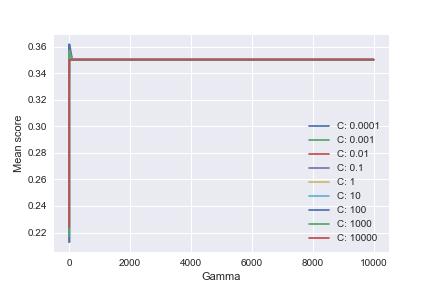 0.36
0.34
0.32
0.30
0.28
0.26
0.24
0.22
Mean score
0 2000 4000 6000 8000 10000
Gamma
C: 0.0001
C: 0.001
C: 0.01
C: 0.1
C: 1
C: 10
C: 100
C: 1000
C: 10000